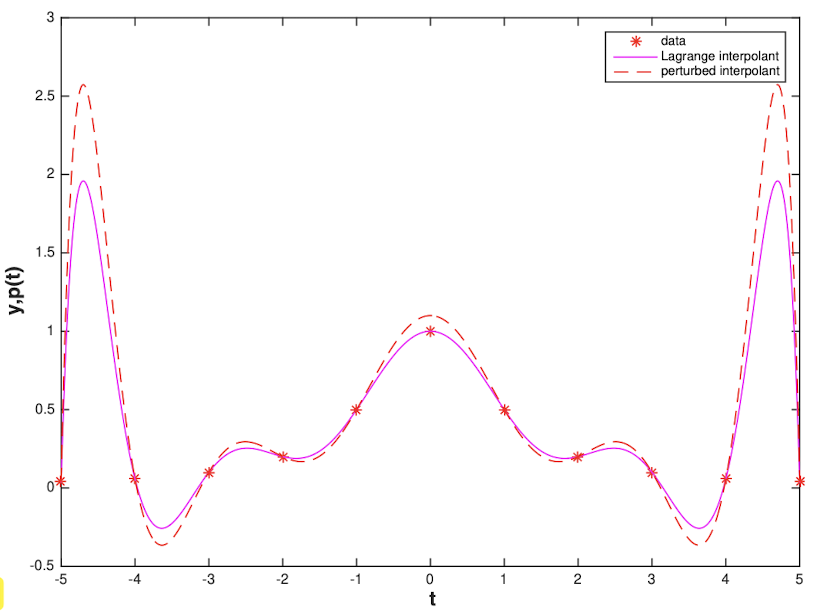 3
2.5
2
1.5
1
0.5
0
-0.5
y,p(t)
data
Lagrange interpolant
perturbed interpolant
-5 -4 -3 -2 -1 0 1 2 3 4 5
t